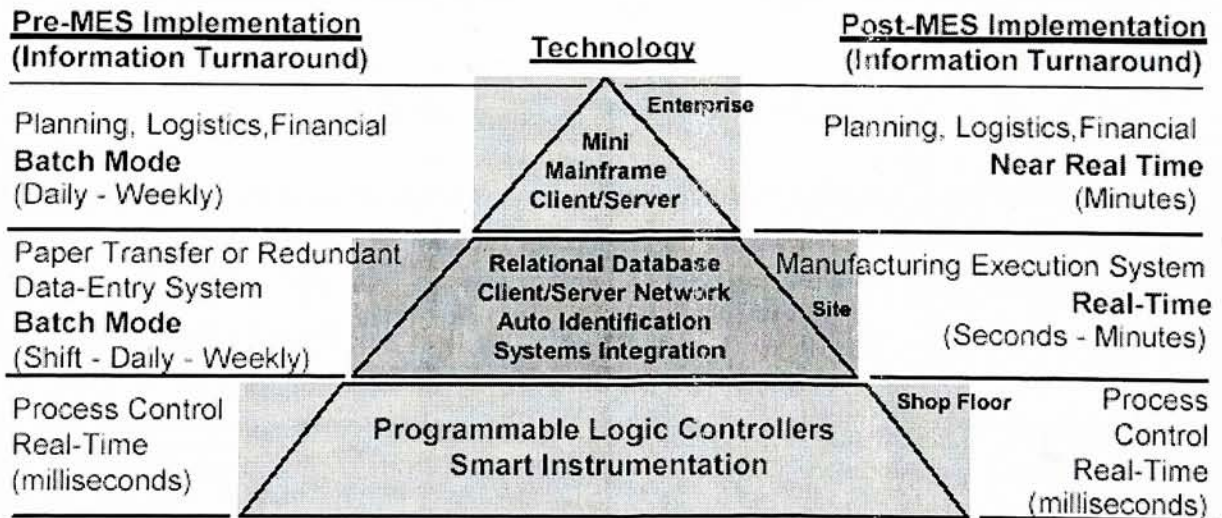 Pre-MES Implementation
(Information Turnaround)
Technology
Post-MES Implementation
(Information Turnaround)
Planning, Logistics,Financial
Batch Mode
(Daily - Weekly)
Enterprise
Mini
Mainframe
Client/Server
Planning, Logistics,Financial
Near Real Time
(Minutes)
Paper Transfer or Redundant
Data-Entry System
Batch Mode
(Shift - Daily - Weekly)
Relational Database
Client/Server Network
Auto Identification
Systems Integration
Site
Manufacturing Execution System
Real-Time
(Seconds - Minutes)
Process Control
Real-Time
(milliseconds)
Programmable Logic Controllers
Smart Instrumentation
Shop Floor
Process
Control
Real-Time
(milliseconds)